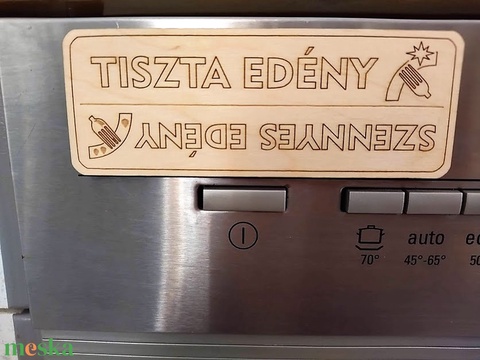 TISZTA EDÉNY
SZENNYES EDÉNY
auto
70°
45°-65°
meska